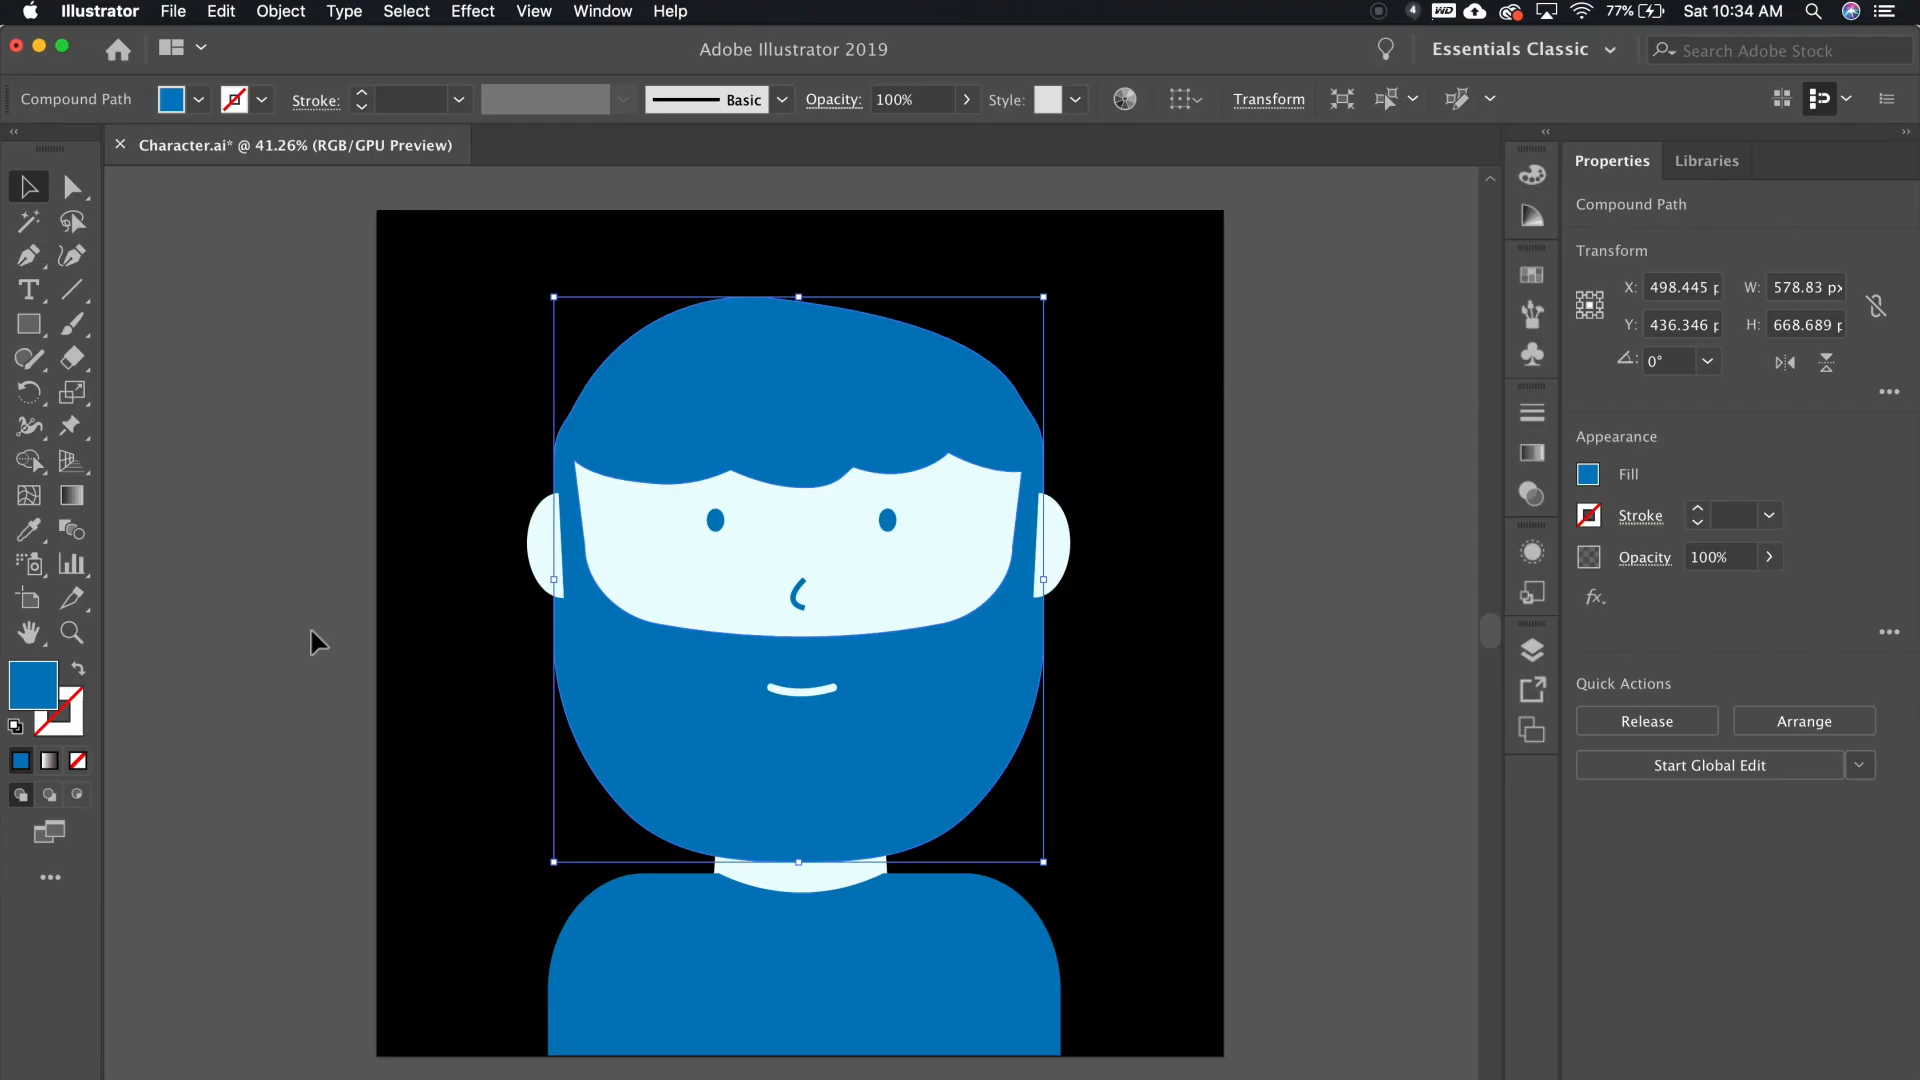 Illustrator File Edit Object Type Select Effect View Window Help 4 WD 77% Sat 10:34 AM
Adobe Illustrator 2019 Essentials Classic Search Adobe Stock
Compound Path Stroke: Basic Opacity: 100% Style: Transform
Character.ai* @ 41.26% (RGB/GPU Preview)
Properties Libraries
Compound Path
Transform
X: 498.445 p W: 578.83 px
Y: 436.346 p H: 668.689 p
0°
Appearance
Fill
Stroke
Opacity 100%
fx.
Quick Actions
Release Arrange
Start Global Edit